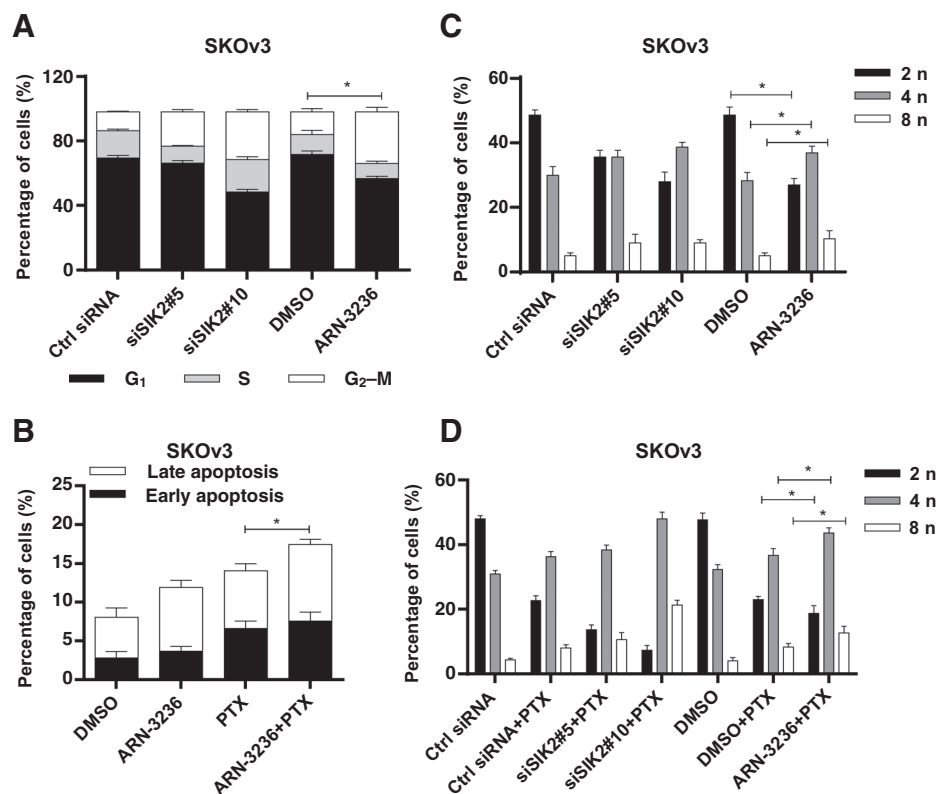 A
SKOv3
Percentage of cells (%)
120
80
40
0
*
Ctrl siRNA
siSIK2#5
siSIK2#10
DMSO
ARN-3236
G1
S
G2–M
B
SKOv3
Late apoptosis
Early apoptosis
Percentage of cells (%)
25
20
15
10
5
0
*
DMSO
ARN-3236
PTX
ARN-3236+PTX
C
SKOv3
Percentage of cells (%)
60
40
20
0
*
*
*
2 n
4 n
8 n
Ctrl siRNA
siSIK2#5
siSIK2#10
DMSO
ARN-3236
D
SKOv3
Percentage of cells (%)
60
40
20
0
*
*
*
2 n
4 n
8 n
Ctrl siRNA
Ctrl siRNA+PTX
siSIK2#5+PTX
siSIK2#10+PTX
DMSO
DMSO+PTX
ARN-3236+PTX